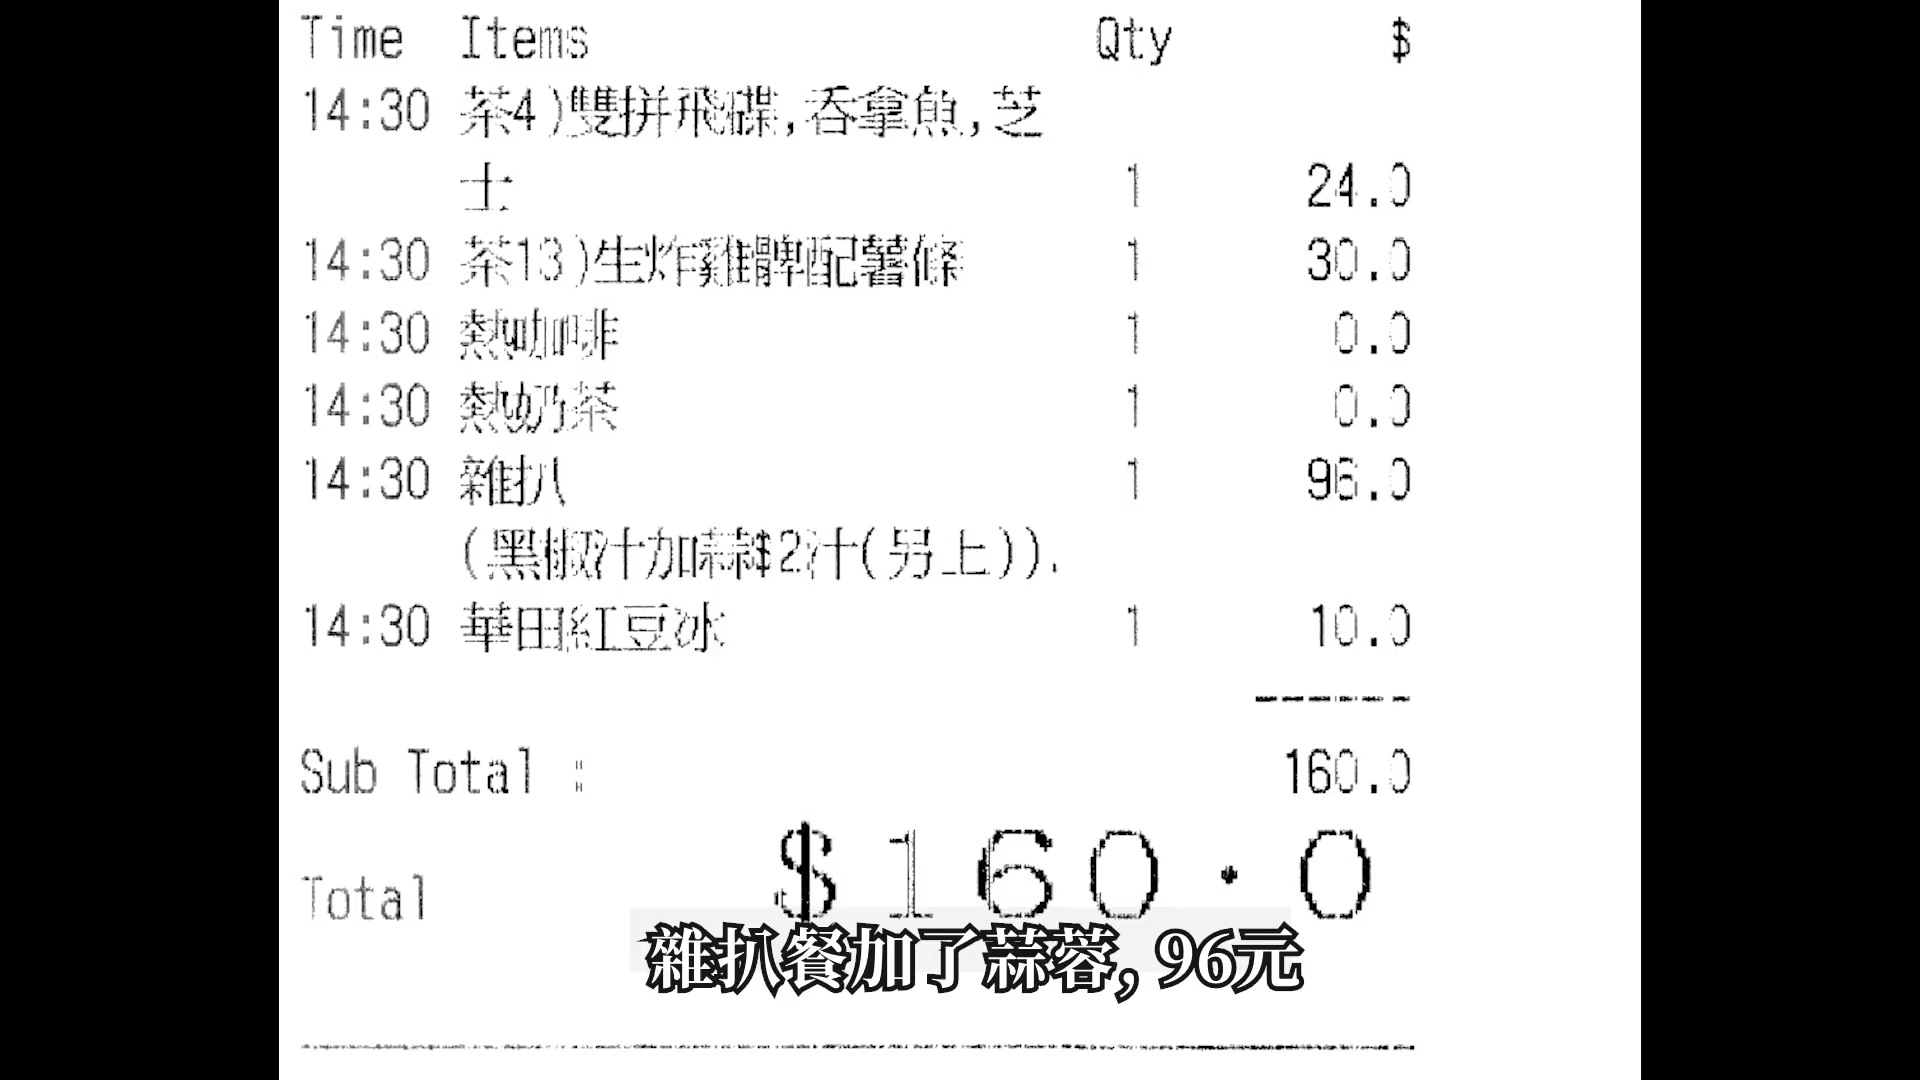 Time Items Qty $
14:30 茶4)雙拼飛碟,吞拿魚,芝
士 1 24.0
14:30 茶13)生炸雞髀配薯條 1 30.0
14:30 熱咖啡 1 0.0
14:30 熱奶茶 1 0.0
14:30 雜扒 1 96.0
(黑椒汁加蒜$2汁(另上)).
14:30 華田紅豆冰 1 10.0
------
Sub Total : 160.0
Total $160.0
雜扒餐加了蒜蓉, 96元